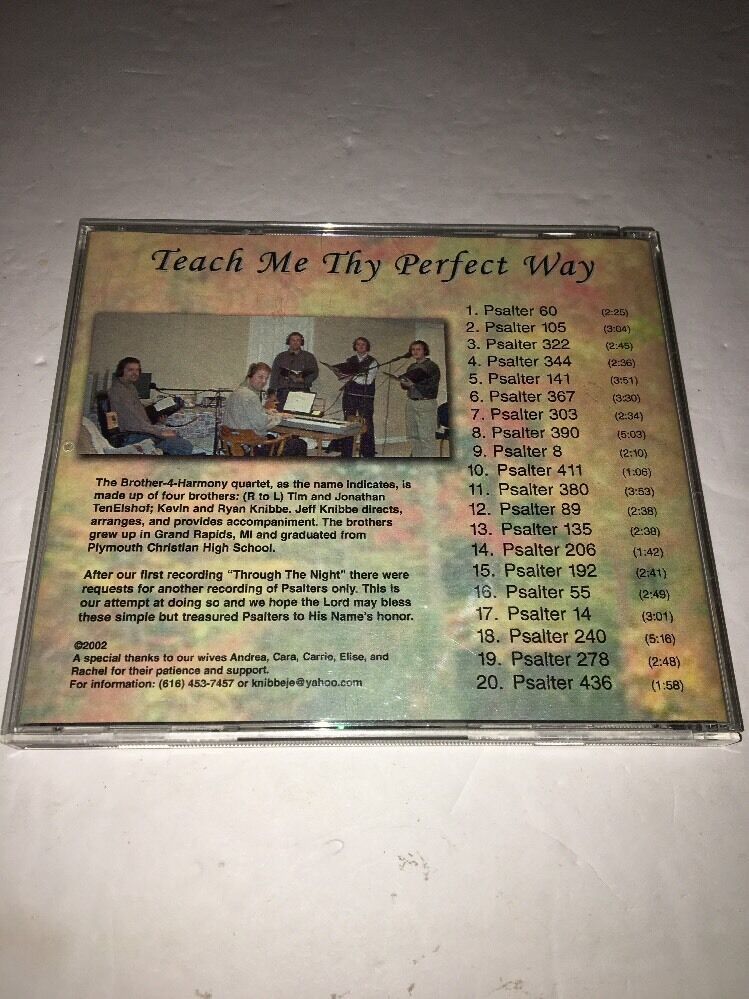 Teach Me Thy Perfect Way
The Brother-4-Harmony quartet, as the name indicates, is
made up of four brothers: (R to L) Tim and Jonathan
TenElshof; Kevin and Ryan Knibbe. Jeff Knibbe directs,
arranges, and provides accompaniment. The brothers
grew up in Grand Rapids, MI and graduated from
Plymouth Christian High School.
After our first recording "Through The Night" there were
requests for another recording of Psalters only. This is
our attempt at doing so and we hope the Lord may bless
these simple but treasured Psalters to His Name's honor.
©2002
A special thanks to our wives Andrea, Cara, Carrie, Elise, and
Rachel for their patience and support.
For information: (616) 453-7457 or knibbeje@yahoo.com
1. Psalter 60 (2:25)
2. Psalter 105 (3:04)
3. Psalter 322 (2:45)
4. Psalter 344 (2:36)
5. Psalter 141 (3:51)
6. Psalter 367 (3:30)
7. Psalter 303 (2:34)
8. Psalter 390 (5:03)
9. Psalter 8 (2:10)
10. Psalter 411 (1:06)
11. Psalter 380 (3:53)
12. Psalter 89 (2:38)
13. Psalter 135 (2:38)
14. Psalter 206 (1:42)
15. Psalter 192 (2:41)
16. Psalter 55 (2:49)
17. Psalter 14 (3:01)
18. Psalter 240 (5:16)
19. Psalter 278 (2:48)
20. Psalter 436 (1:58)